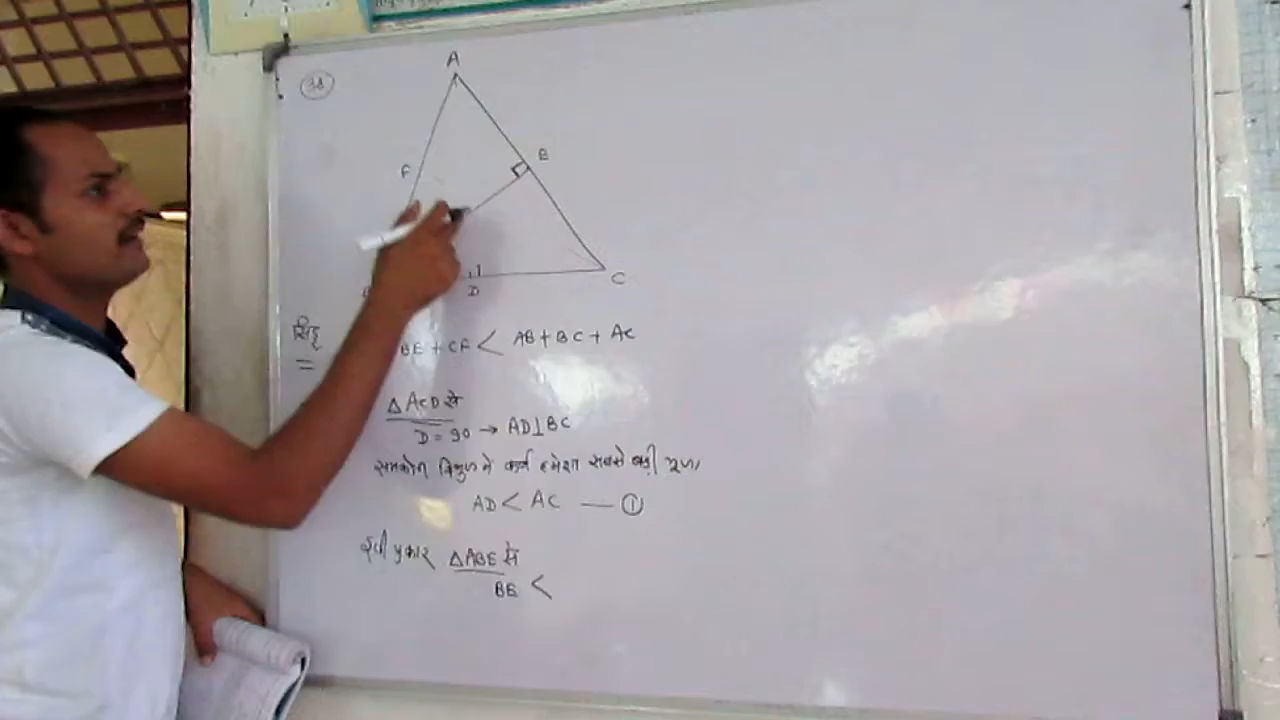 38
A
F
E
D
C
सिद्ध
BE + CF < AB + BC + AC
△ ACD से
D = 90 → AD⊥BC
समकोण त्रिभुज मे कर्ण हमेशा सबसे बड़ी भुजा
AD < AC — ①
इसी प्रकार △ABE से
BE <